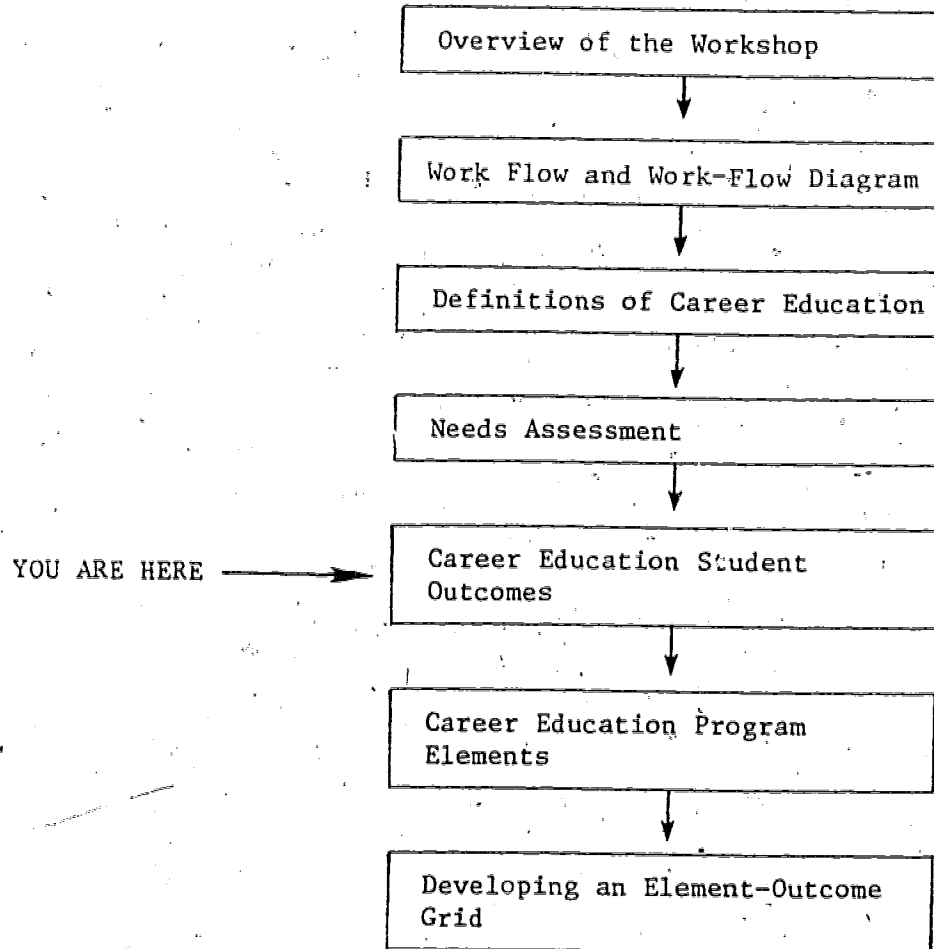 Overview of the Workshop
Work Flow and Work-Flow Diagram
Definitions of Career Education
Needs Assessment
YOU ARE HERE
Career Education Student
Outcomes
Career Education Program
Elements
Developing an Element-Outcome
Grid